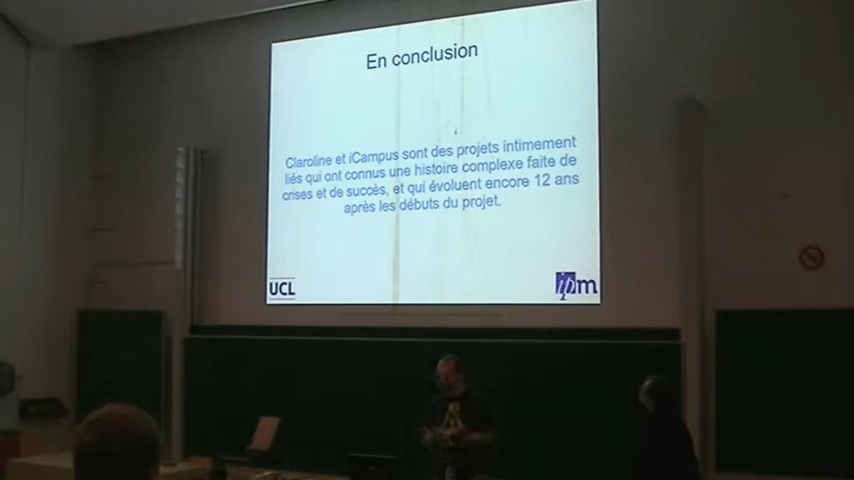 En conclusion
Claroline et iCampus sont des projets intimement
liés qui ont connus une histoire complexe faite de
crises et de succès, et qui évoluent encore 12 ans
après les débuts du projet.
UCL
ipm